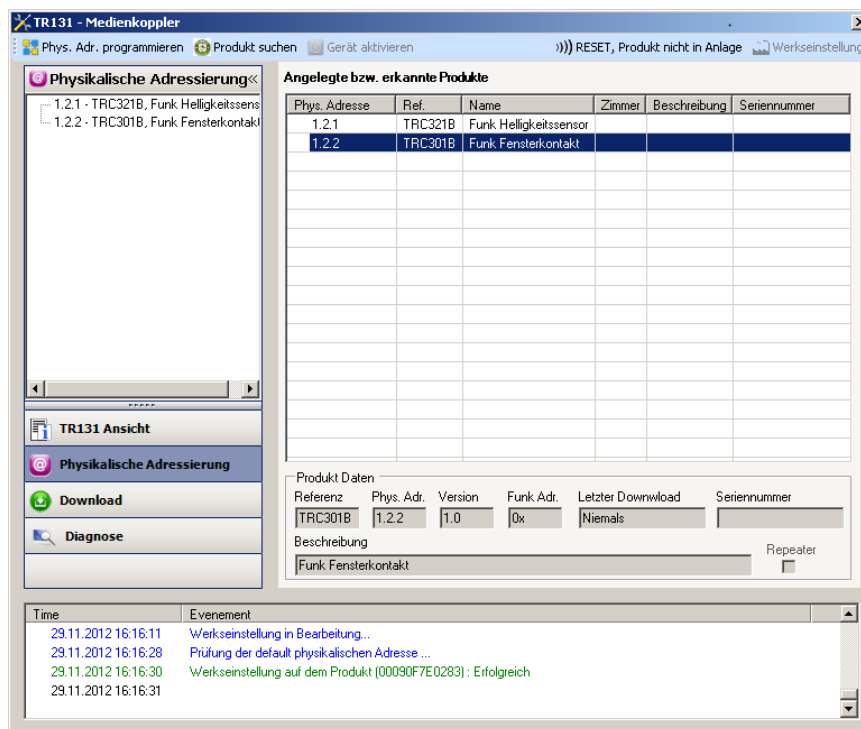 TR131 - Medienkoppler
Phys. Adr. programmieren Produkt suchen Gerät aktivieren ))) RESET, Produkt nicht in Anlage Werkseinstellung
Physikalische Adressierung«
1.2.1 - TRC321B, Funk Helligkeitssens
1.2.2 - TRC301B, Funk Fensterkontakt
TR131 Ansicht
Physikalische Adressierung
Download
Diagnose
Angelegte bzw. erkannte Produkte
Phys. Adresse Ref. Name Zimmer Beschreibung Seriennummer
1.2.1 TRC321B Funk Helligkeitssensor
1.2.2 TRC301B Funk Fensterkontakt
Produkt Daten
Referenz Phys. Adr. Version Funk Adr. Letzter Downwload Seriennummer
TRC301B 1.2.2 1.0 0x Niemals
Beschreibung
Repeater
Funk Fensterkontakt
Time Evenement
29.11.2012 16:16:11 Werkseinstellung in Bearbeitung...
29.11.2012 16:16:28 Prüfung der default physikalischen Adresse ...
29.11.2012 16:16:30 Werkseinstellung auf dem Produkt (00090F7E0283) : Erfolgreich
29.11.2012 16:16:31